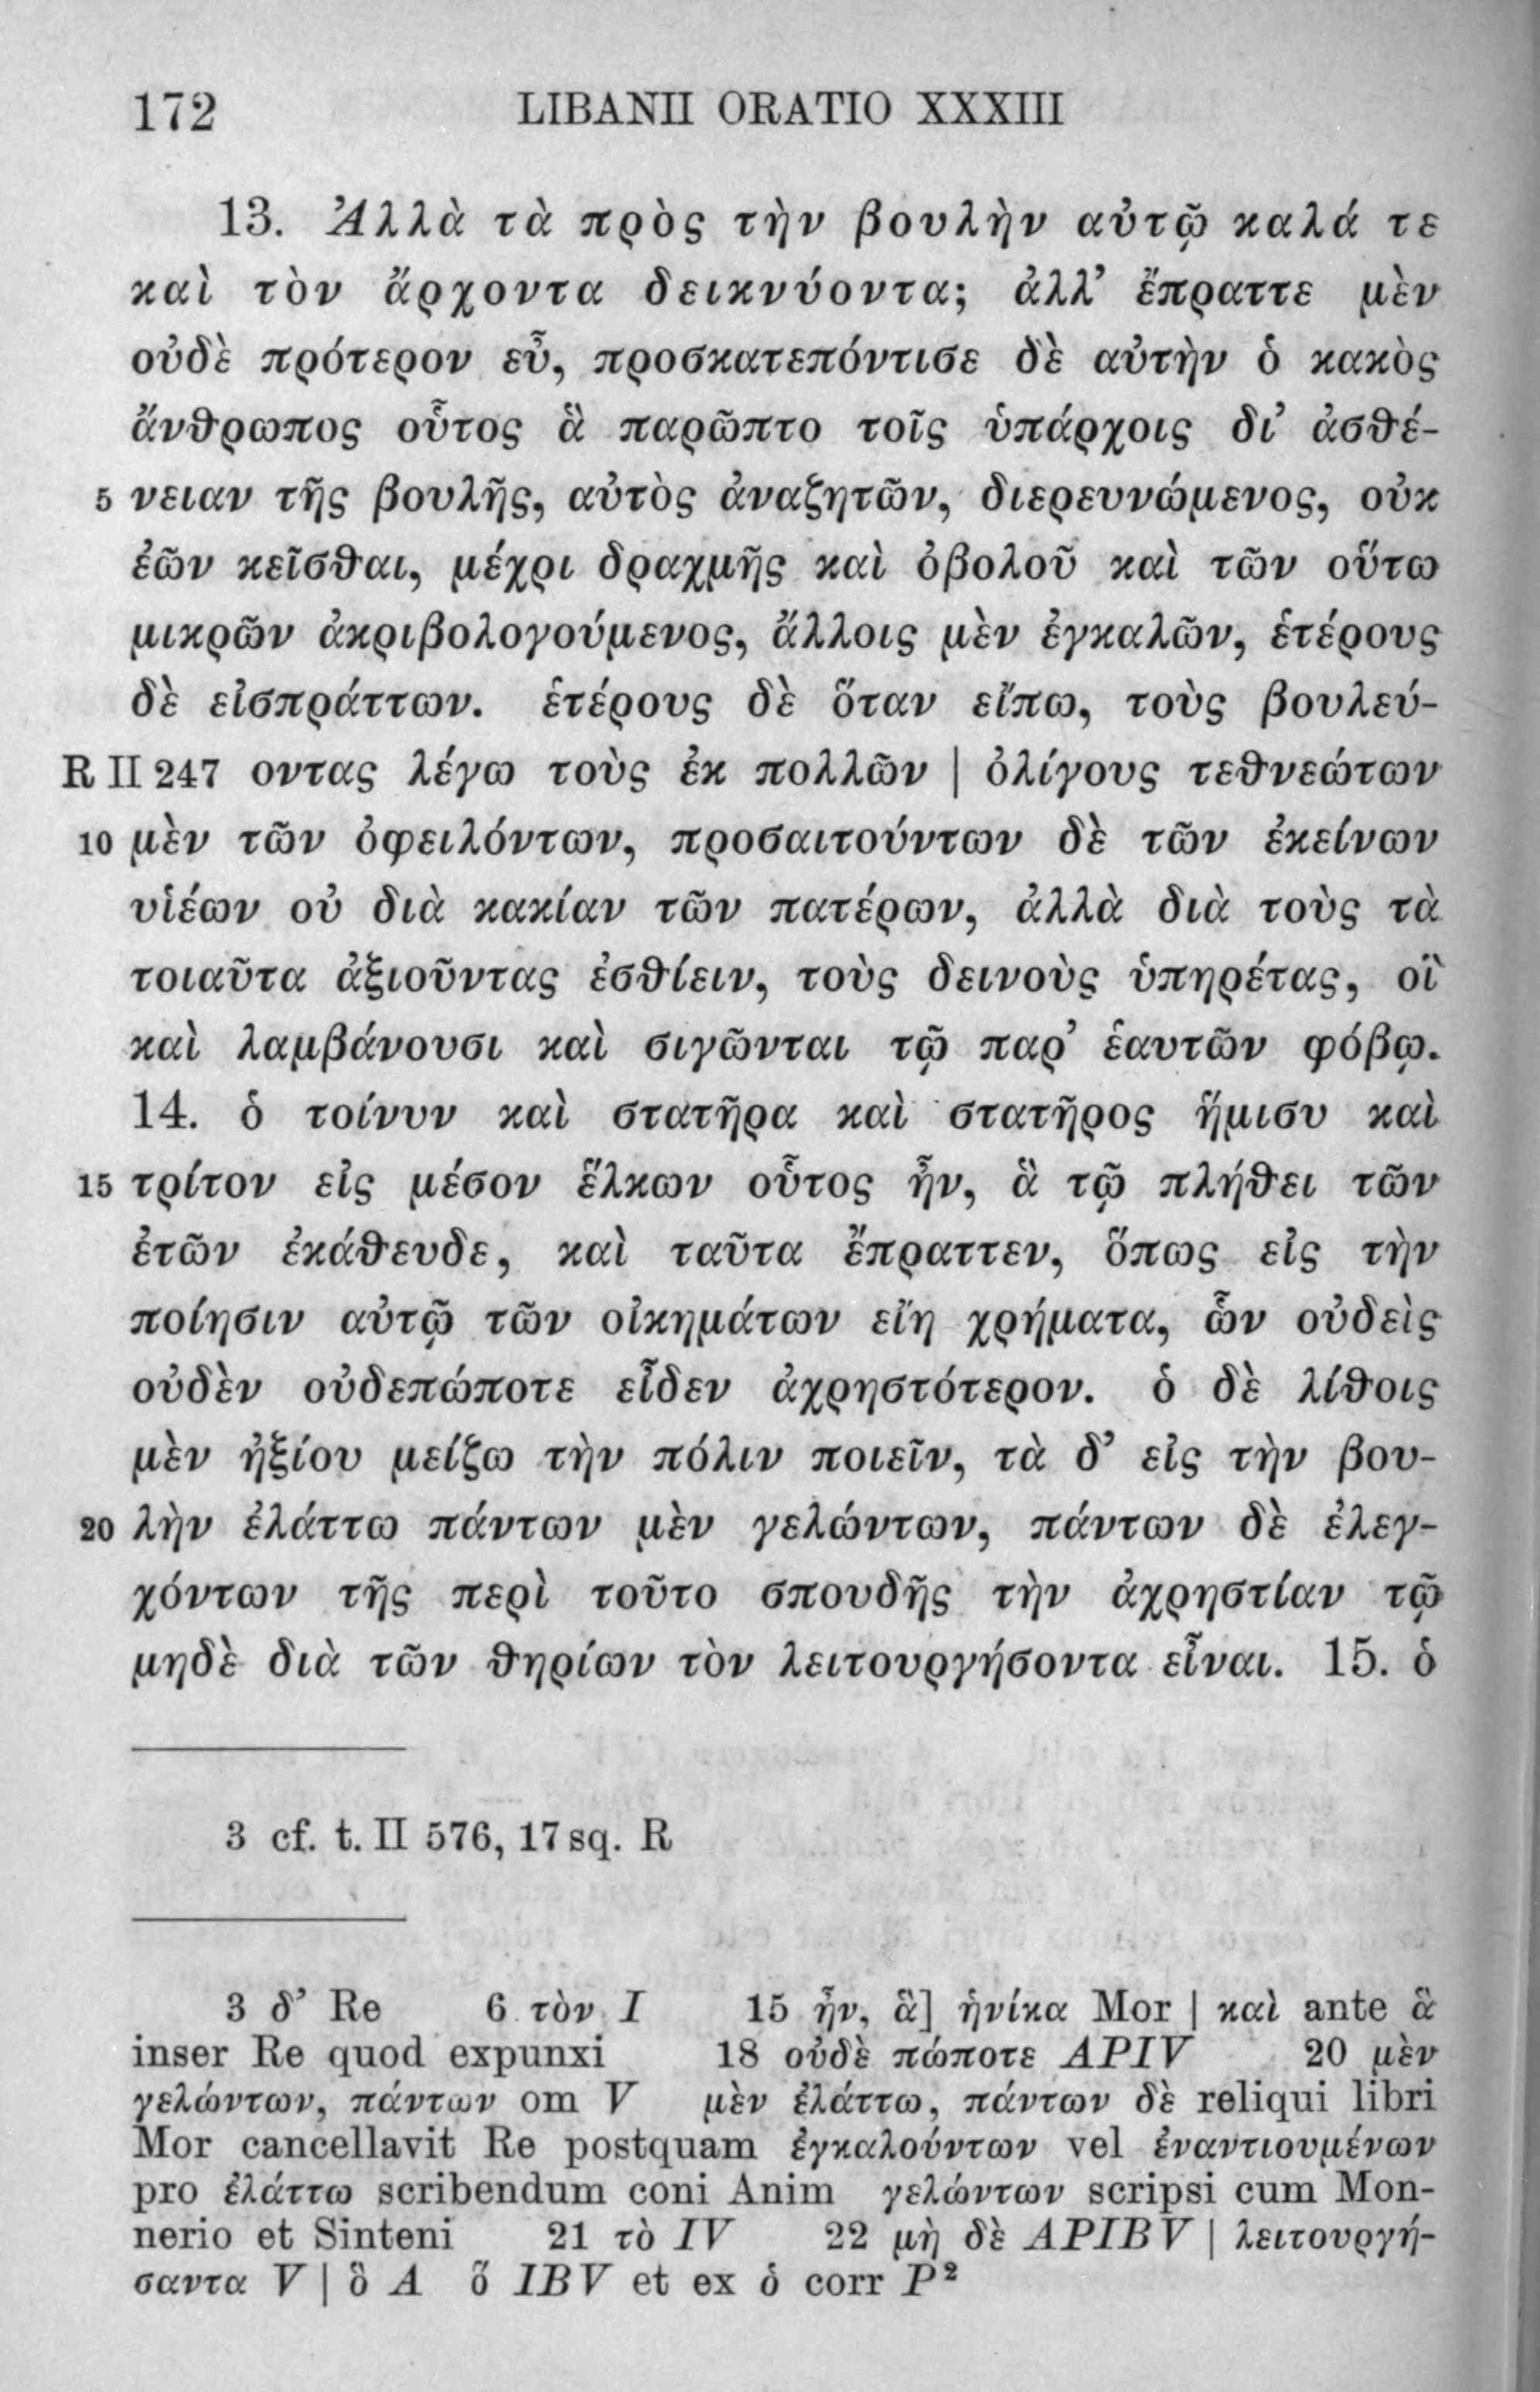 172 LIBANII ORATIO XXXIII
13. Ἀλλὰ τὰ πρὸς τὴν βουλὴν αὐτῷ καλά τε
καὶ τὸν ἄρχοντα δεικνύοντα; ἀλλ’ ἔπραττε μὲν
οὐδὲ πρότερον εὖ, προσκατεπόντισε δὲ αὐτὴν ὁ κακὸς
ἄνθρωπος οὗτος ἃ παρῶπτο τοῖς ὑπάρχοις δι’ ἀσθέ-
5 νειαν τῆς βουλῆς, αὐτὸς ἀναζητῶν, διερευνώμενος, οὐκ
ἐῶν κεῖσθαι, μέχρι δραχμῆς καὶ ὀβολοῦ καὶ τῶν οὕτω
μικρῶν ἀκριβολογούμενος, ἄλλοις μὲν ἐγκαλῶν, ἑτέρους
δὲ εἰσπράττων. ἑτέρους δὲ ὅταν εἴπω, τοὺς βουλεύ-
R II 247 οντας λέγω τοὺς ἐκ πολλῶν | ὀλίγους τεθνεώτων
10 μὲν τῶν ὀφειλόντων, προσαιτούντων δὲ τῶν ἐκείνων
υἱέων οὐ διὰ κακίαν τῶν πατέρων, ἀλλὰ διὰ τοὺς τὰ
τοιαῦτα ἀξιοῦντας ἐσθίειν, τοὺς δεινοὺς ὑπηρέτας, οἳ
καὶ λαμβάνουσι καὶ σιγῶνται τῷ παρ’ ἑαυτῶν φόβῳ.
14. ὁ τοίνυν καὶ στατῆρα καὶ στατῆρος ἥμισυ καὶ
15 τρίτον εἰς μέσον ἕλκων οὗτος ἦν, ἃ τῷ πλήθει τῶν
ἐτῶν ἐκάθευδε, καὶ ταῦτα ἔπραττεν, ὅπως εἰς τὴν
ποίησιν αὐτῷ τῶν οἰκημάτων εἴη χρήματα, ὧν οὐδεὶς
οὐδὲν οὐδεπώποτε εἶδεν ἀχρηστότερον. ὁ δὲ λίθοις
μὲν ἠξίου μείζω τὴν πόλιν ποιεῖν, τὰ δ’ εἰς τὴν βου-
20 λὴν ἐλάττω πάντων μὲν γελώντων, πάντων δὲ ἐλεγ-
χόντων τῆς περὶ τοῦτο σπουδῆς τὴν ἀχρηστίαν τῷ
μηδὲ διὰ τῶν θηρίων τὸν λειτουργήσοντα εἶναι. 15. ὁ
3 cf. t. II 576, 17 sq. R
3 δ’ Re 6 τὸν I 15 ἦν, ἃ] ἡνίκα Mor | καὶ ante ἃ
inser Re quod expunxi 18 οὐδὲ πώποτε APIV 20 μὲν
γελώντων, πάντων om V μὲν ἐλάττω, πάντων δὲ reliqui libri
Mor cancellavit Re postquam ἐγκαλούντων vel ἐναντιουμένων
pro ἐλάττω scribendum coni Anim γελώντων scripsi cum Mon-
nerio et Sinteni 21 τὸ IV 22 μὴ δὲ APIBV | λειτουργή-
σαντα V | ὃ A ὅ IBV et ex ὁ corr P²